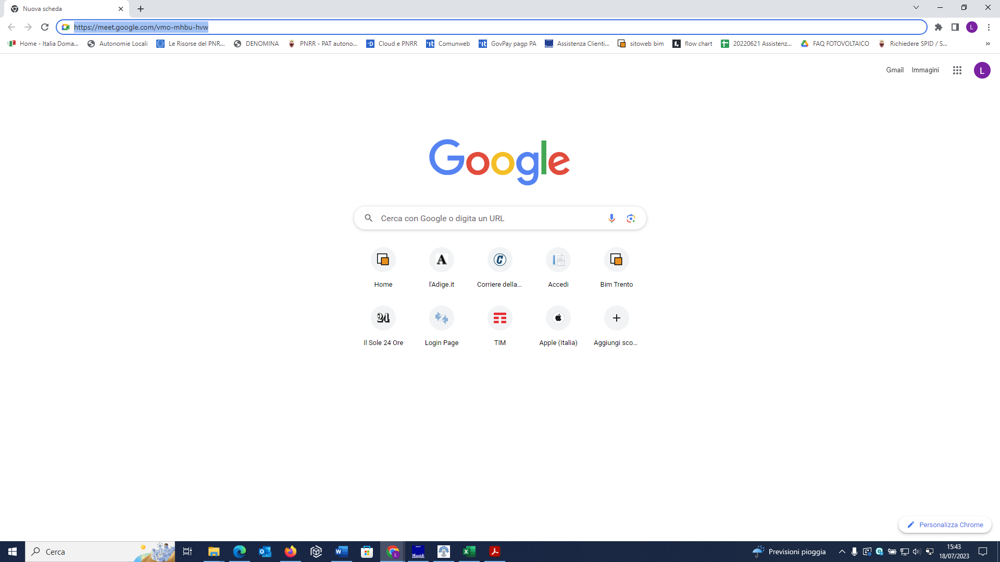 Nuova scheda
https://meet.google.com/vmo-mhbu-hvw
L
Home - Italia Doma...
Autonomie Locali
Le Risorse del PNR...
DENOMINA
PNRR - PAT autono...
Cloud e PNRR
Comunweb
GovPay pagp PA
Assistenza Clienti...
sitoweb bim
flow chart
20220621 Assistenz...
FAQ FOTOVOLTAICO
Richiedere SPID / S...
»
Gmail
Immagini
L
Google
Cerca con Google o digita un URL
Home
l'Adige.it
Corriere della...
Accedi
Bim Trento
24
Il Sole 24 Ore
Login Page
TIM
Apple (Italia)
Aggiungi sco...
Personalizza Chrome
Cerca
Maggioli
Previsioni pioggia
15:43
18/07/2023